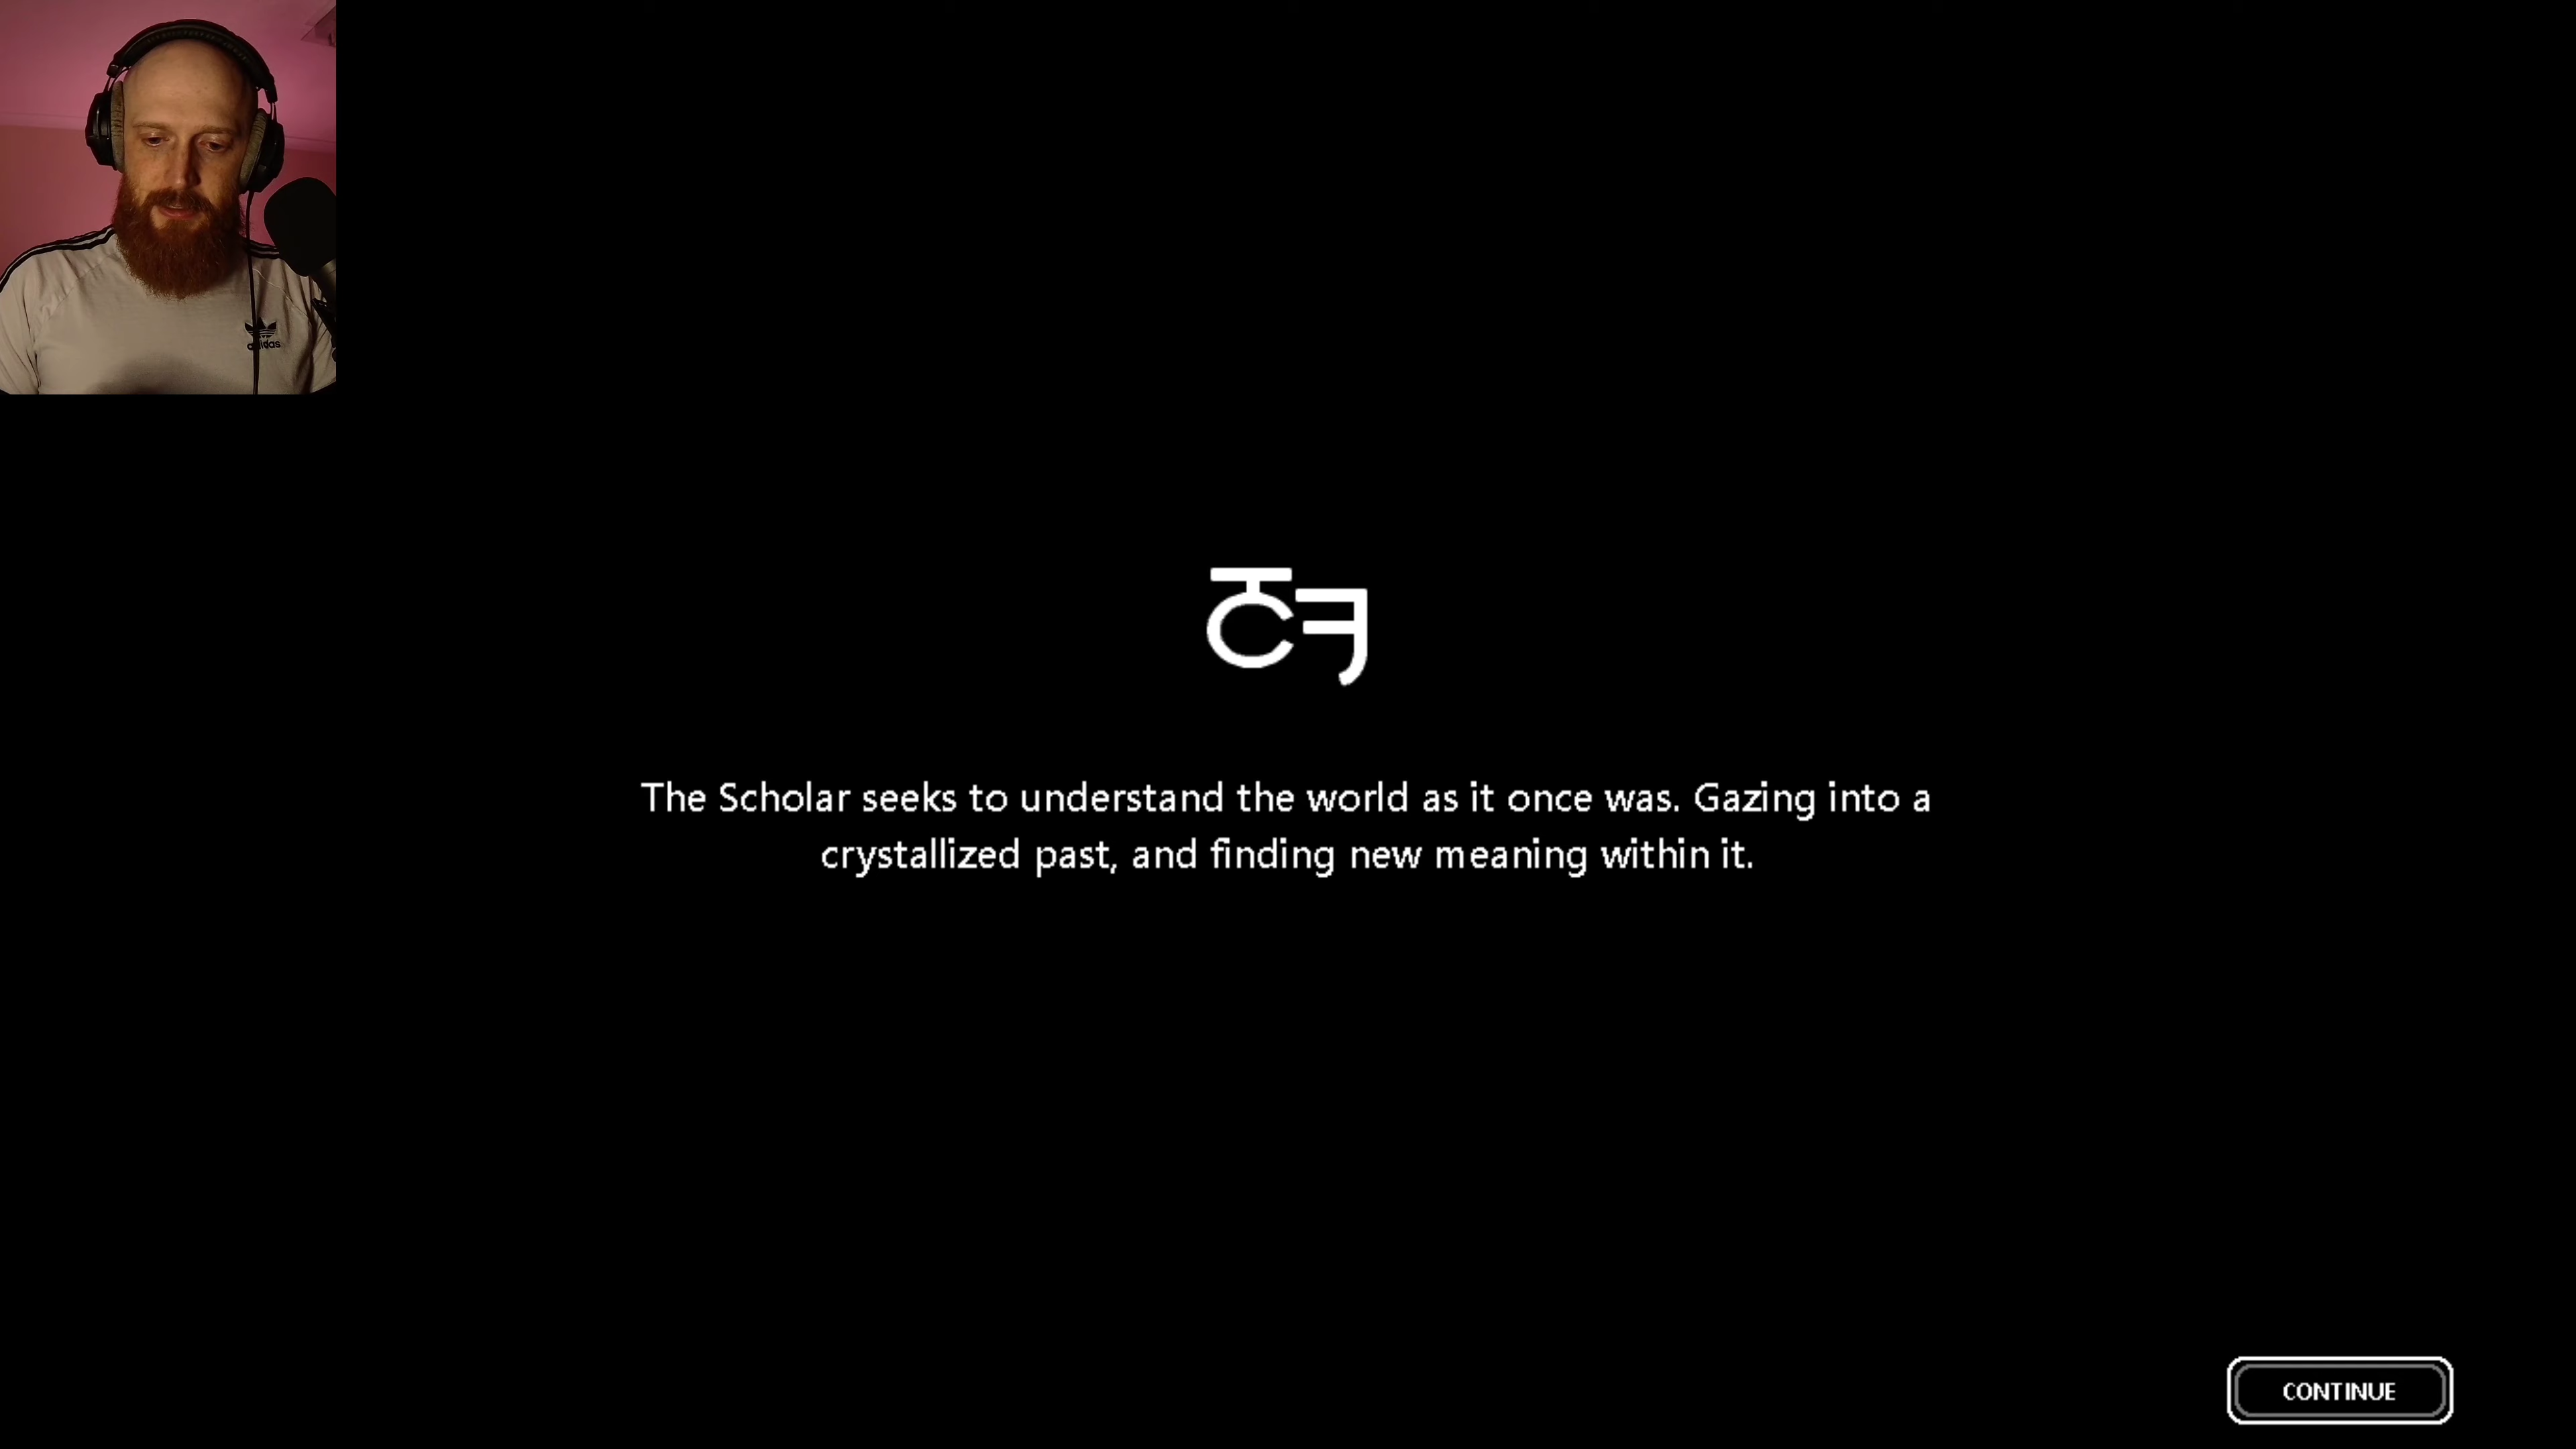 adidas
The Scholar seeks to understand the world as it once was. Gazing into a
crystallized past, and finding new meaning within it.
CONTINUE